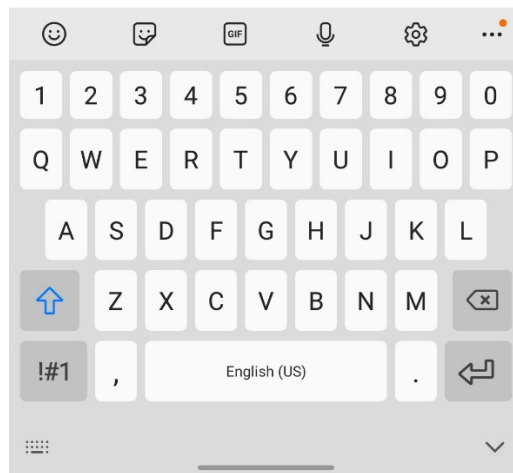 GIF
1 2 3 4 5 6 7 8 9 0
Q W E R T Y U I O P
A S D F G H J K L
Z X C V B N M
!#1 , English (US) .